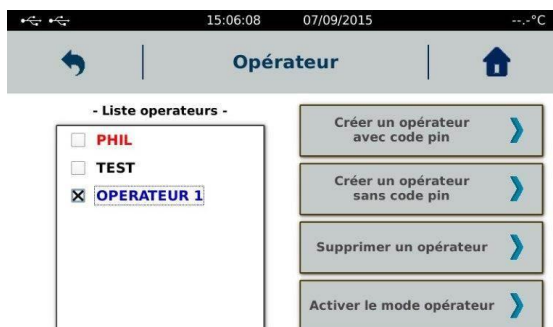 15:06:08 07/09/2015 --.-°C
Opérateur
- Liste operateurs -
PHIL
TEST
OPERATEUR 1
Créer un opérateur
avec code pin
Créer un opérateur
sans code pin
Supprimer un opérateur
Activer le mode opérateur